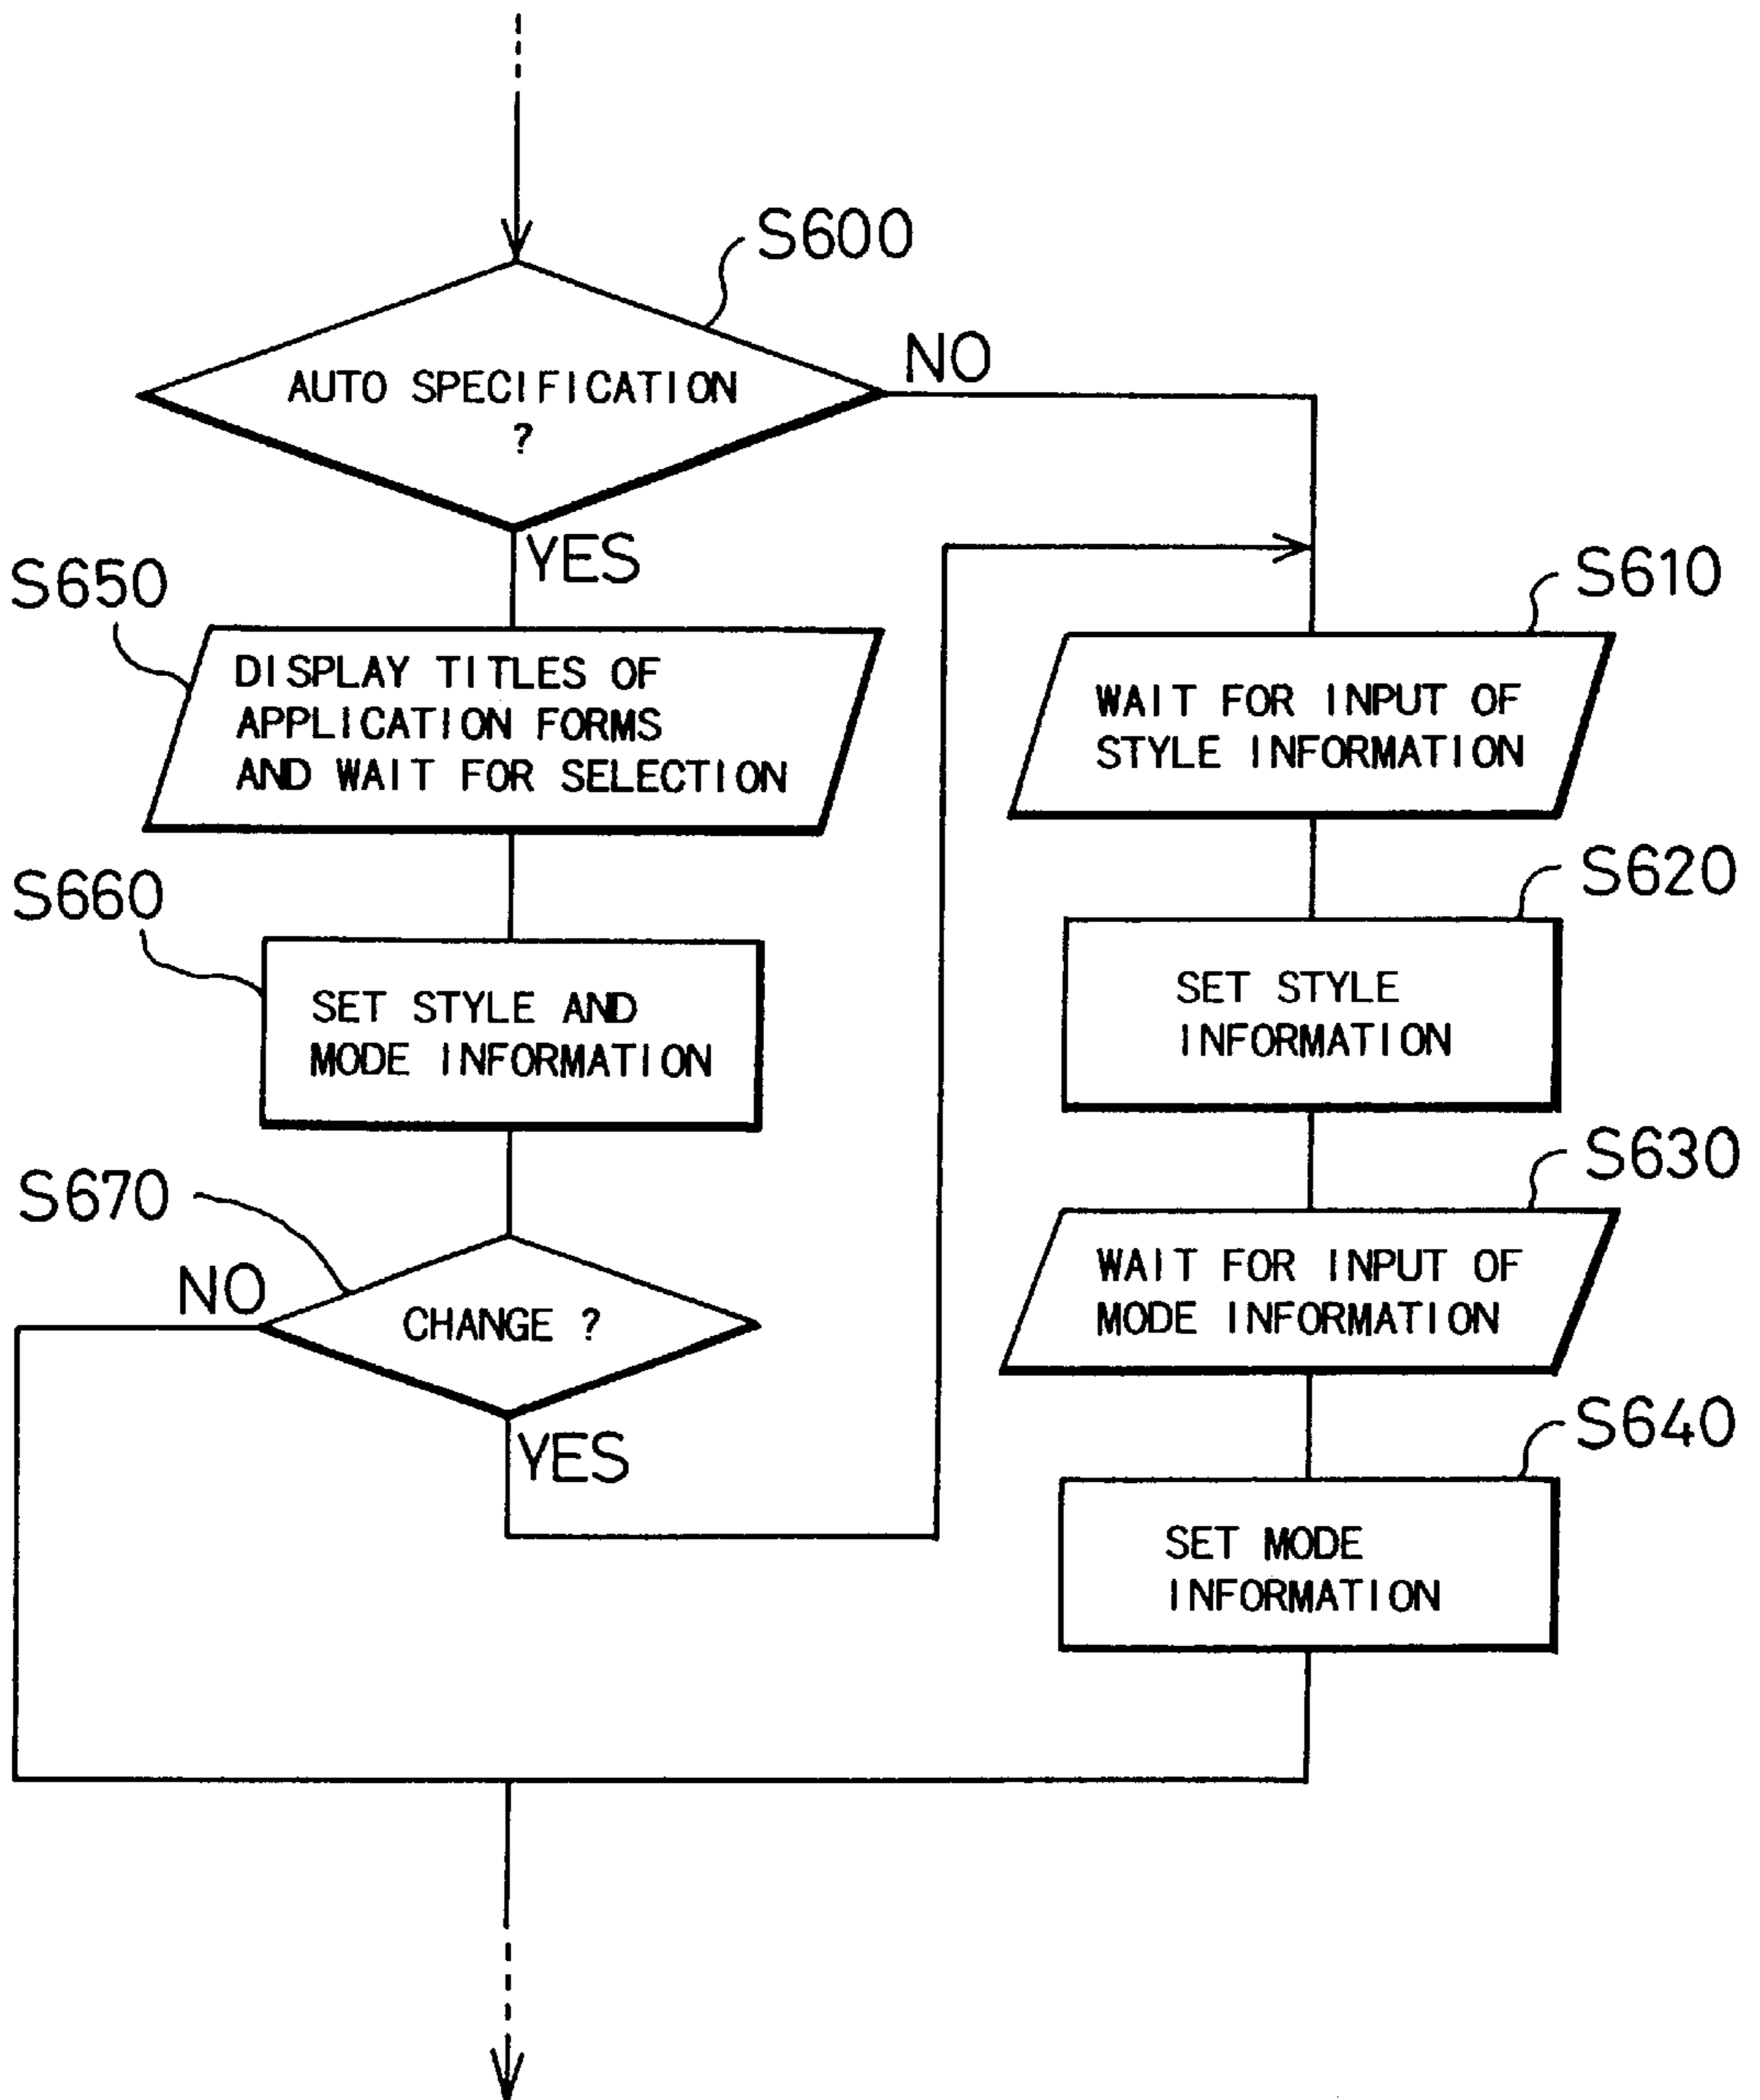 S600
AUTO SPECIFICATION
?
NO
YES
S650
DISPLAY TITLES OF
APPLICATION FORMS
AND WAIT FOR SELECTION
S660
SET STYLE AND
MODE INFORMATION
S670
NO
CHANGE ?
YES
S610
WAIT FOR INPUT OF
STYLE INFORMATION
S620
SET STYLE
INFORMATION
S630
WAIT FOR INPUT OF
MODE INFORMATION
S640
SET MODE
INFORMATION